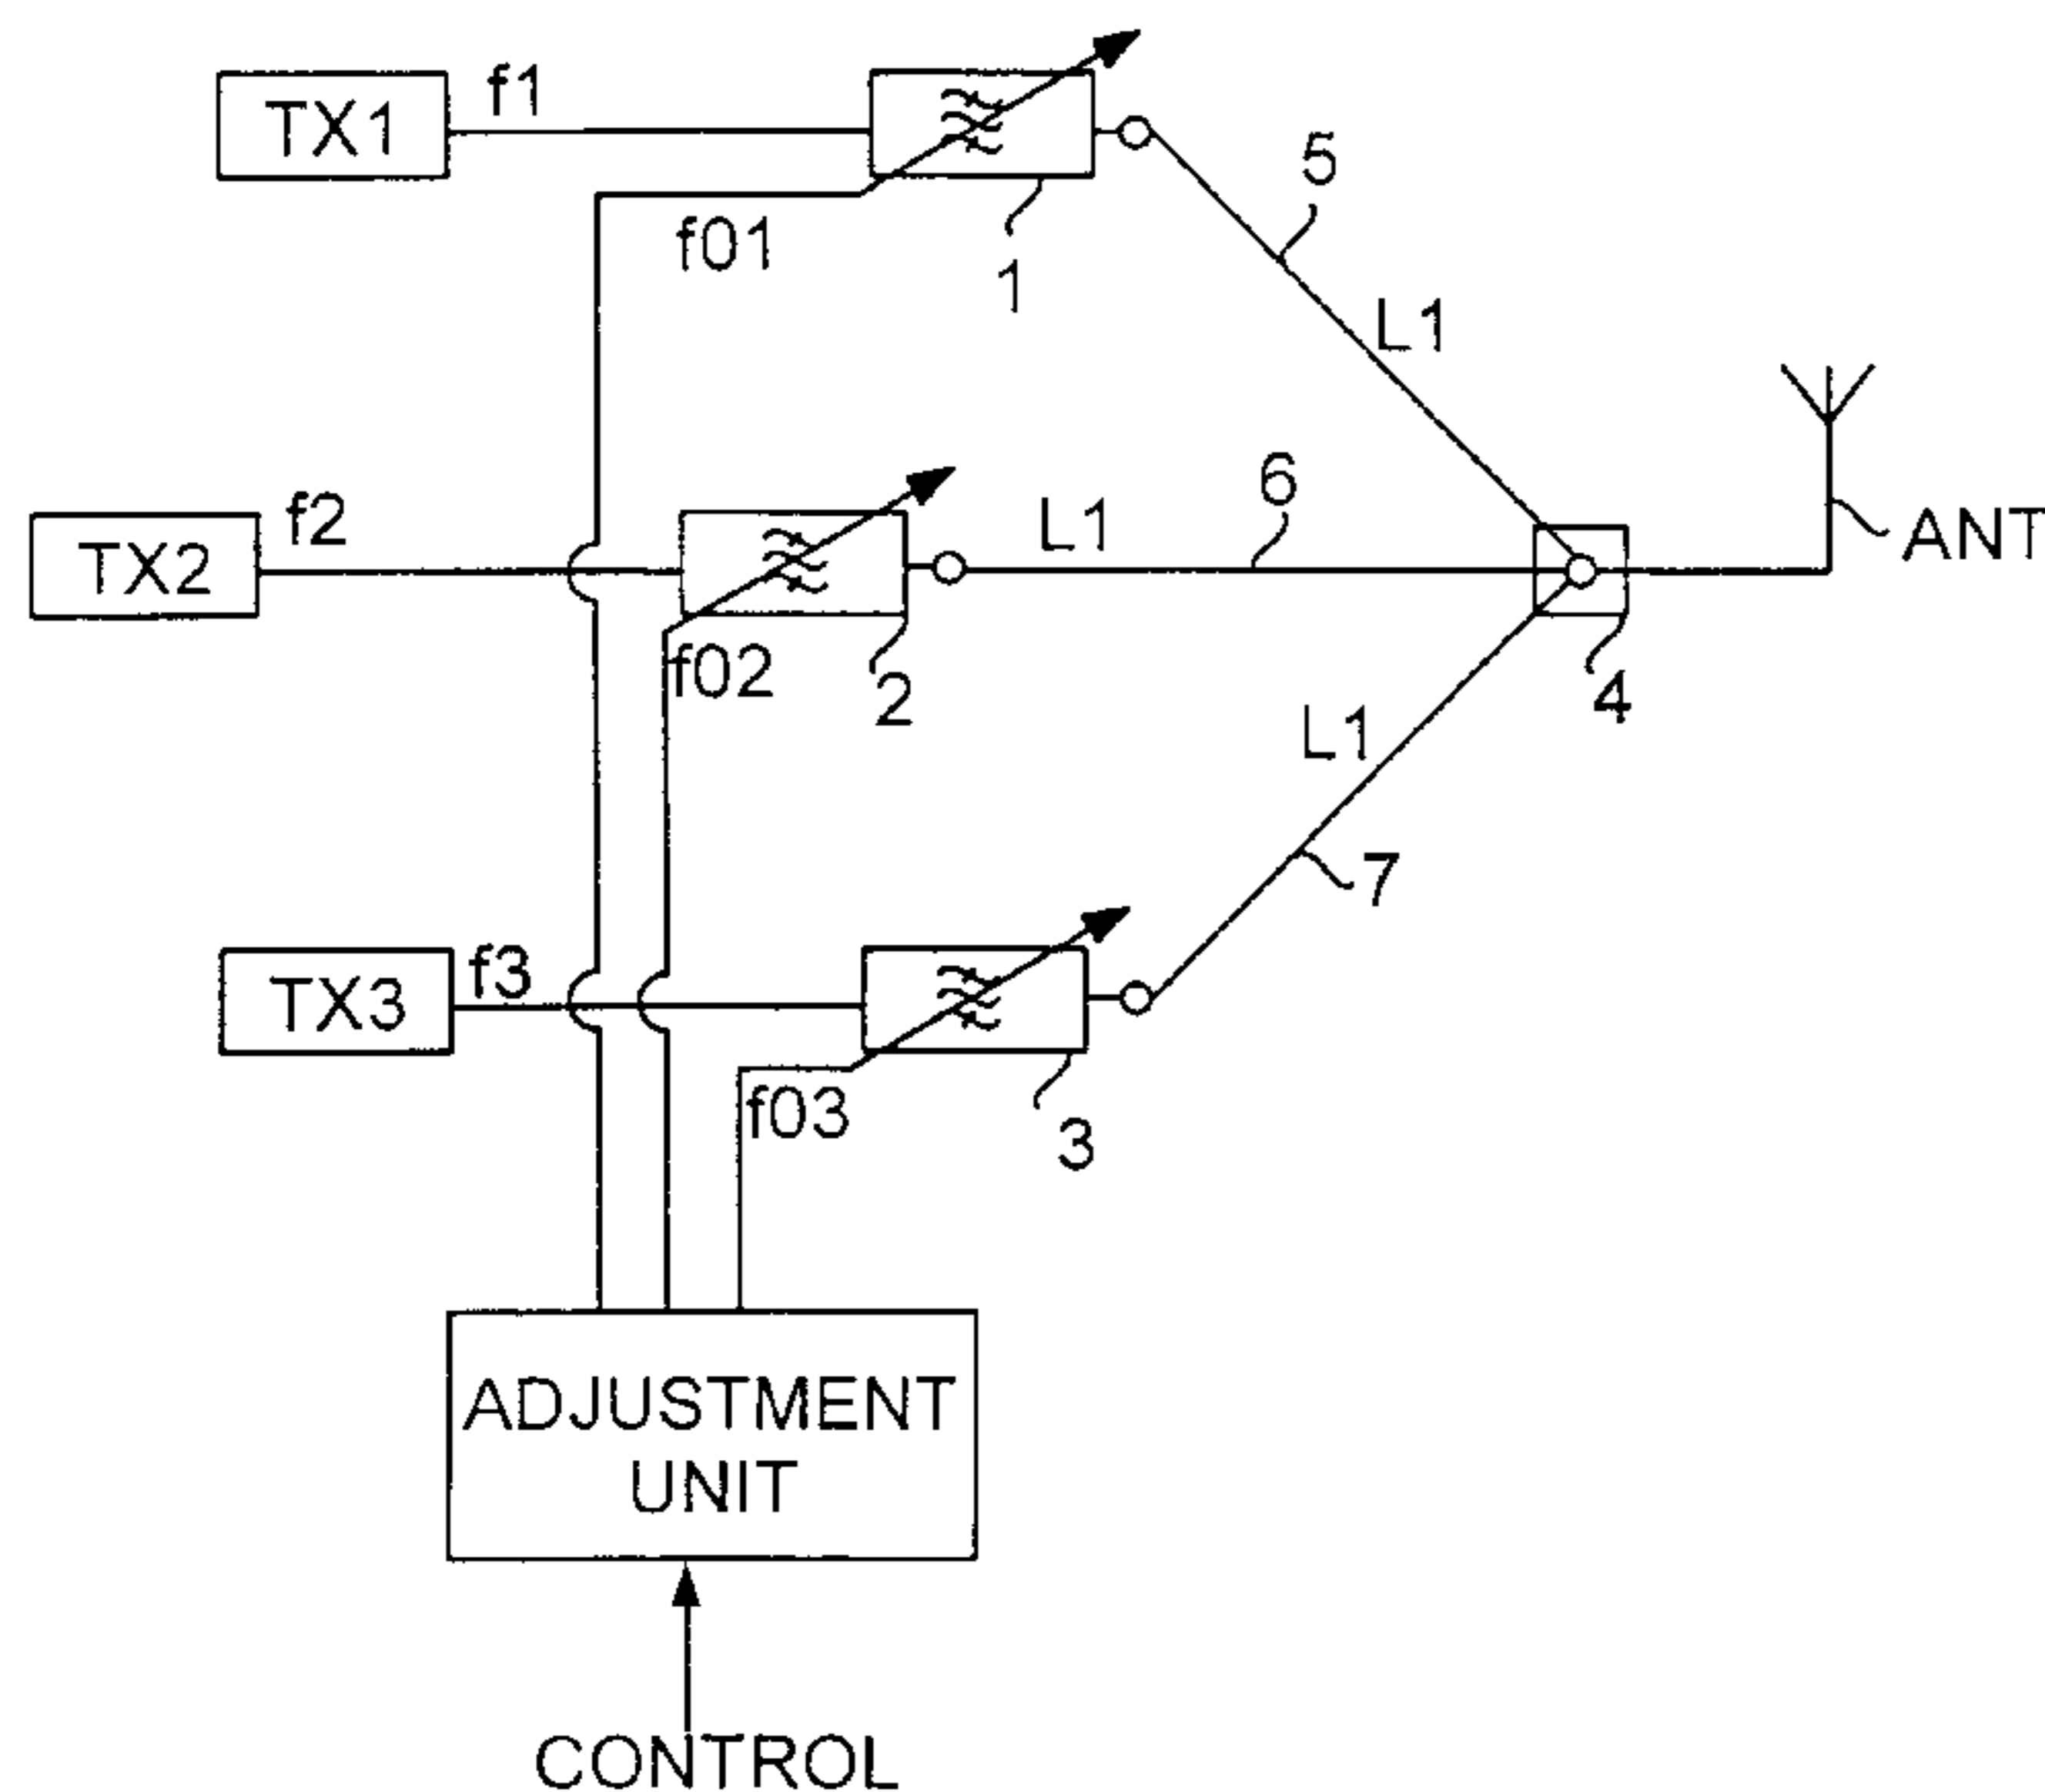 TX1
f1
5
f01
1
L1
6
TX2
f2
L1
ANT
f02
2
4
L1
7
TX3
f3
f03
3
ADJUSTMENT
UNIT
CONTROL